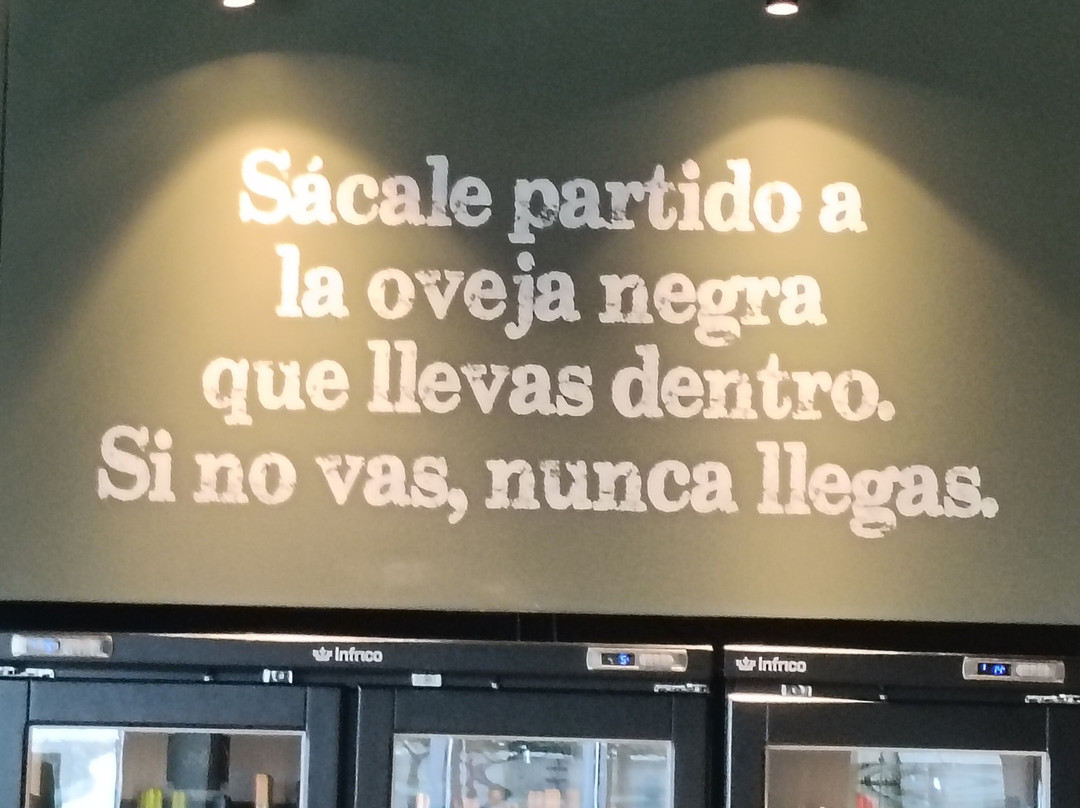 Sácale partido a
la oveja negra
que llevas dentro.
Si no vas, nunca llegas.
Infrico
Infrico